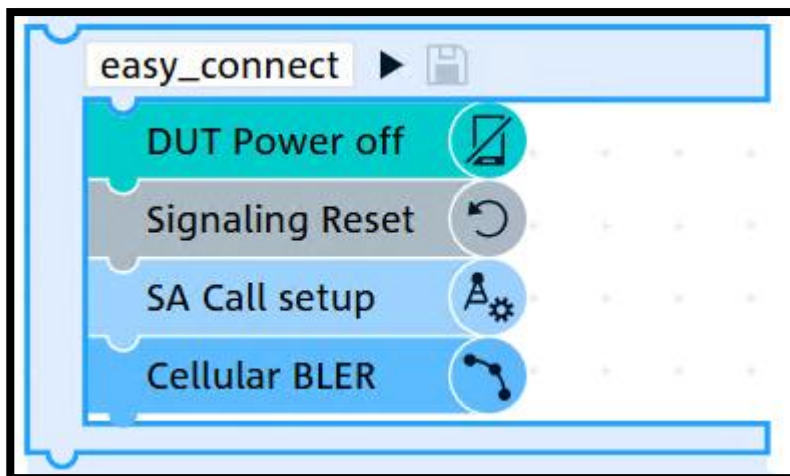 easy_connect
DUT Power off
Signaling Reset
SA Call setup
Cellular BLER